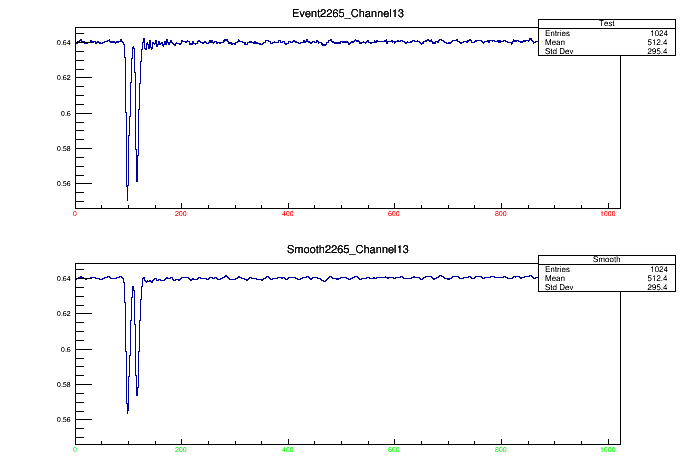 Event2265_Channel13
Test
Entries 1024
Mean 512.4
Std Dev 295.4
0.64
0.62
0.6
0.58
0.56
0 200 400 600 800 1000
Smooth2265_Channel13
Smooth
Entries 1024
Mean 512.4
Std Dev 295.4
0.64
0.62
0.6
0.58
0.56
0 200 400 600 800 1000